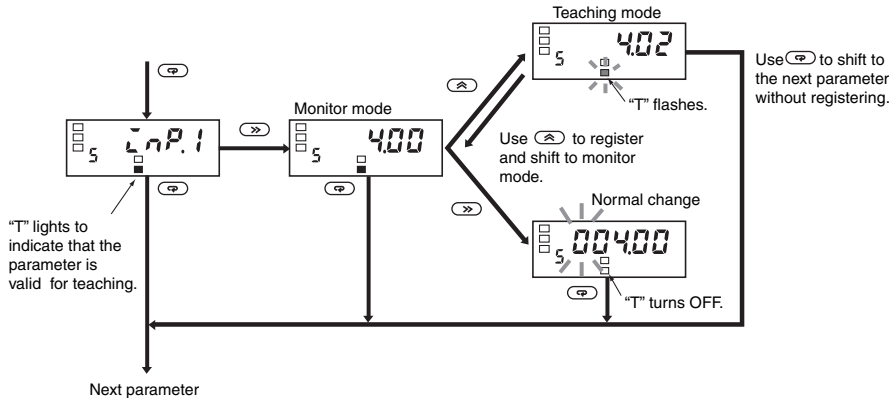 Teaching mode
4.02
S
"T" flashes.
Use to shift to
the next parameter
without registering.
Monitor mode
inP.1
S
4.00
S
Use to register
and shift to monitor
mode.
Normal change
004.00
S
"T" turns OFF.
"T" lights to
indicate that the
parameter is
valid for teaching.
Next parameter